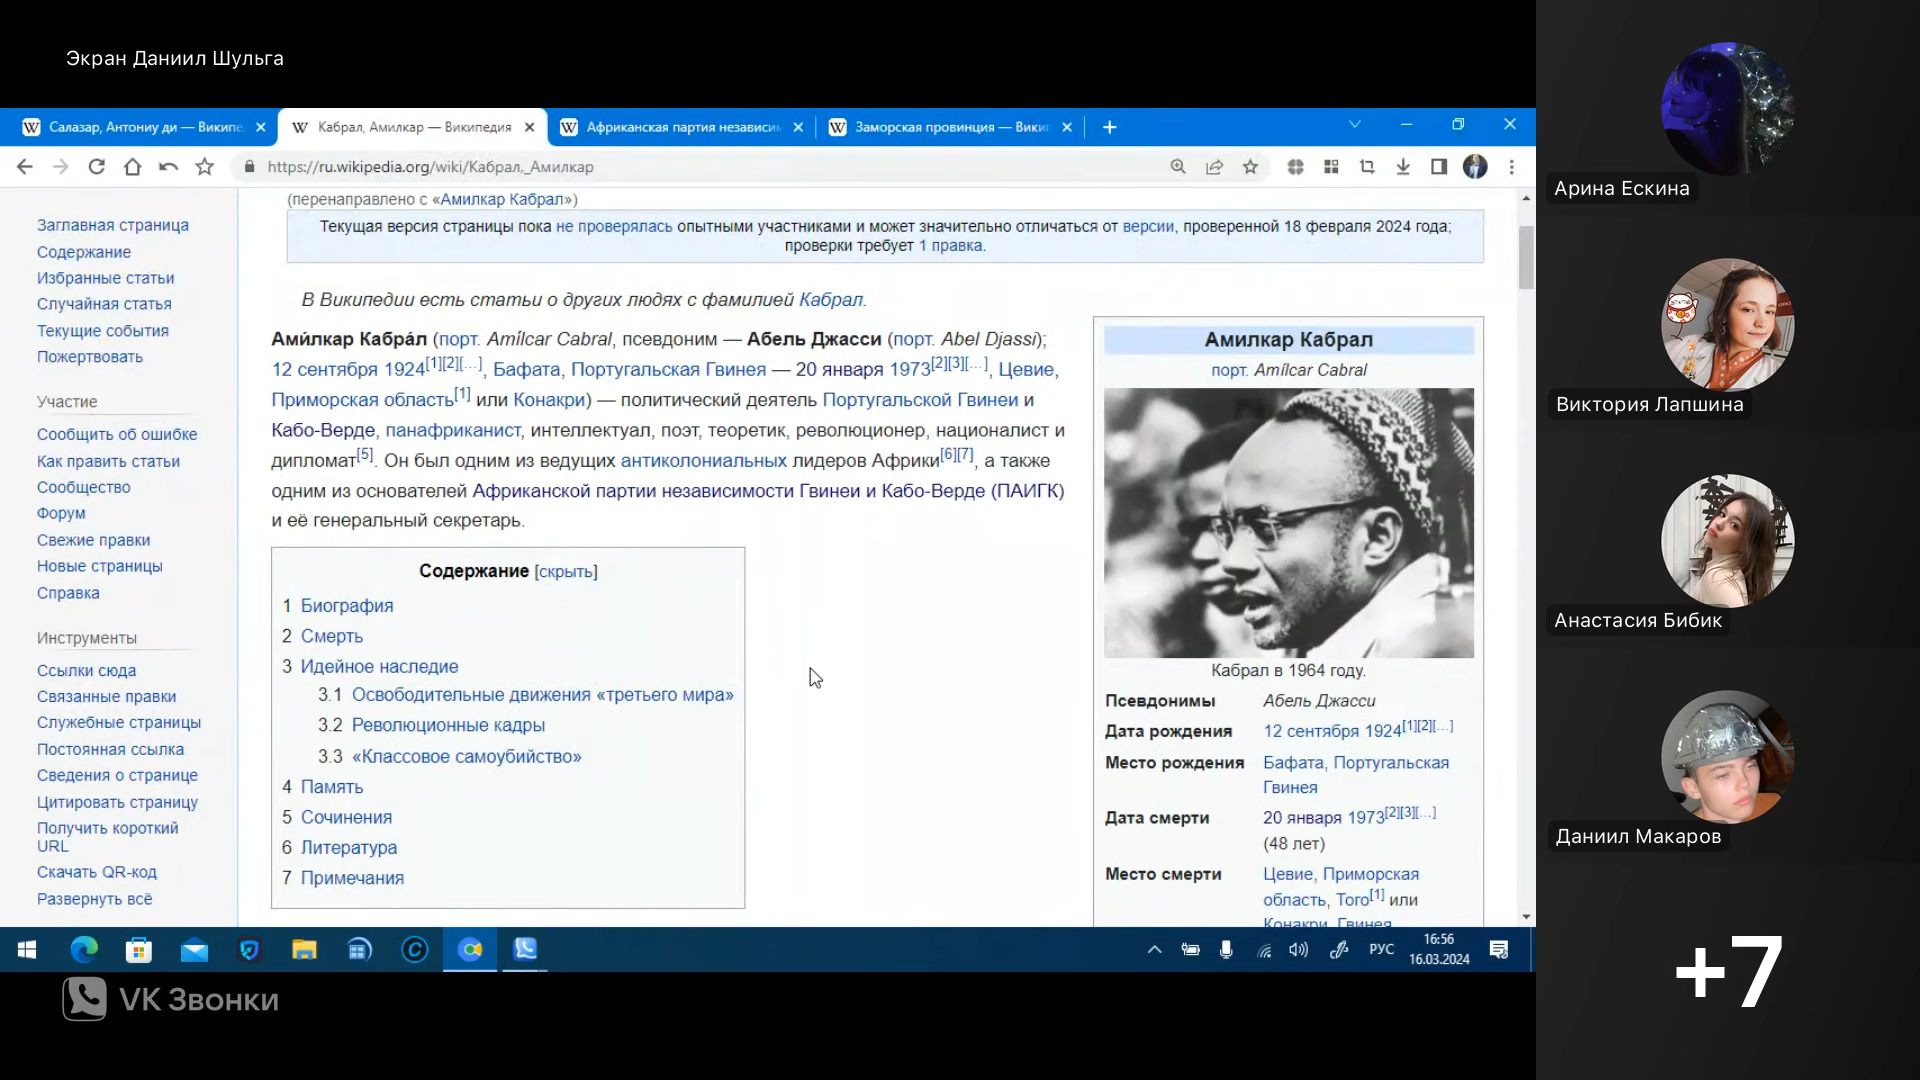 Экран Даниил Шульга
Салазар, Антониу ди — Википе
Кабрал, Амилкар — Википедия
Африканская партия независим
Заморская провинция — Вики
https://ru.wikipedia.org/wiki/Кабрал,_Амилкар
Заглавная страница
Содержание
Избранные статьи
Случайная статья
Текущие события
Пожертвовать
Участие
Сообщить об ошибке
Как править статьи
Сообщество
Форум
Свежие правки
Новые страницы
Справка
Инструменты
Ссылки сюда
Связанные правки
Служебные страницы
Постоянная ссылка
Сведения о странице
Цитировать страницу
Получить короткий
URL
Скачать QR-код
Развернуть всё
(перенаправлено с «Амилкар Кабрал»)
Текущая версия страницы пока не проверялась опытными участниками и может значительно отличаться от версии, проверенной 18 февраля 2024 года;
проверки требует 1 правка.
В Википедии есть статьи о других людях с фамилией Кабрал.
Ами́лкар Кабра́л (порт. Amílcar Cabral, псевдоним — Абель Джасси (порт. Abel Djassi);
12 сентября 1924[1][2][…], Бафата, Португальская Гвинея — 20 января 1973[2][3][…], Цевие,
Приморская область[1] или Конакри) — политический деятель Португальской Гвинеи и
Кабо-Верде, панафриканист, интеллектуал, поэт, теоретик, революционер, националист и
дипломат[5]. Он был одним из ведущих антиколониальных лидеров Африки[6][7], а также
одним из основателей Африканской партии независимости Гвинеи и Кабо-Верде (ПАИГК)
и её генеральный секретарь.
Содержание [скрыть]
1 Биография
2 Смерть
3 Идейное наследие
3.1 Освободительные движения «третьего мира»
3.2 Революционные кадры
3.3 «Классовое самоубийство»
4 Память
5 Сочинения
6 Литература
7 Примечания
Амилкар Кабрал
порт. Amílcar Cabral
Кабрал в 1964 году.
Псевдонимы Абель Джасси
Дата рождения 12 сентября 1924[1][2][…]
Место рождения Бафата, Португальская
Гвинея
Дата смерти 20 января 1973[2][3][…]
(48 лет)
Место смерти Цевие, Приморская
область, Того[1] или
Конакри, Гвинея
РУС
16:56
16.03.2024
VK Звонки
Арина Ескина
Виктория Лапшина
Анастасия Бибик
Даниил Макаров
+7